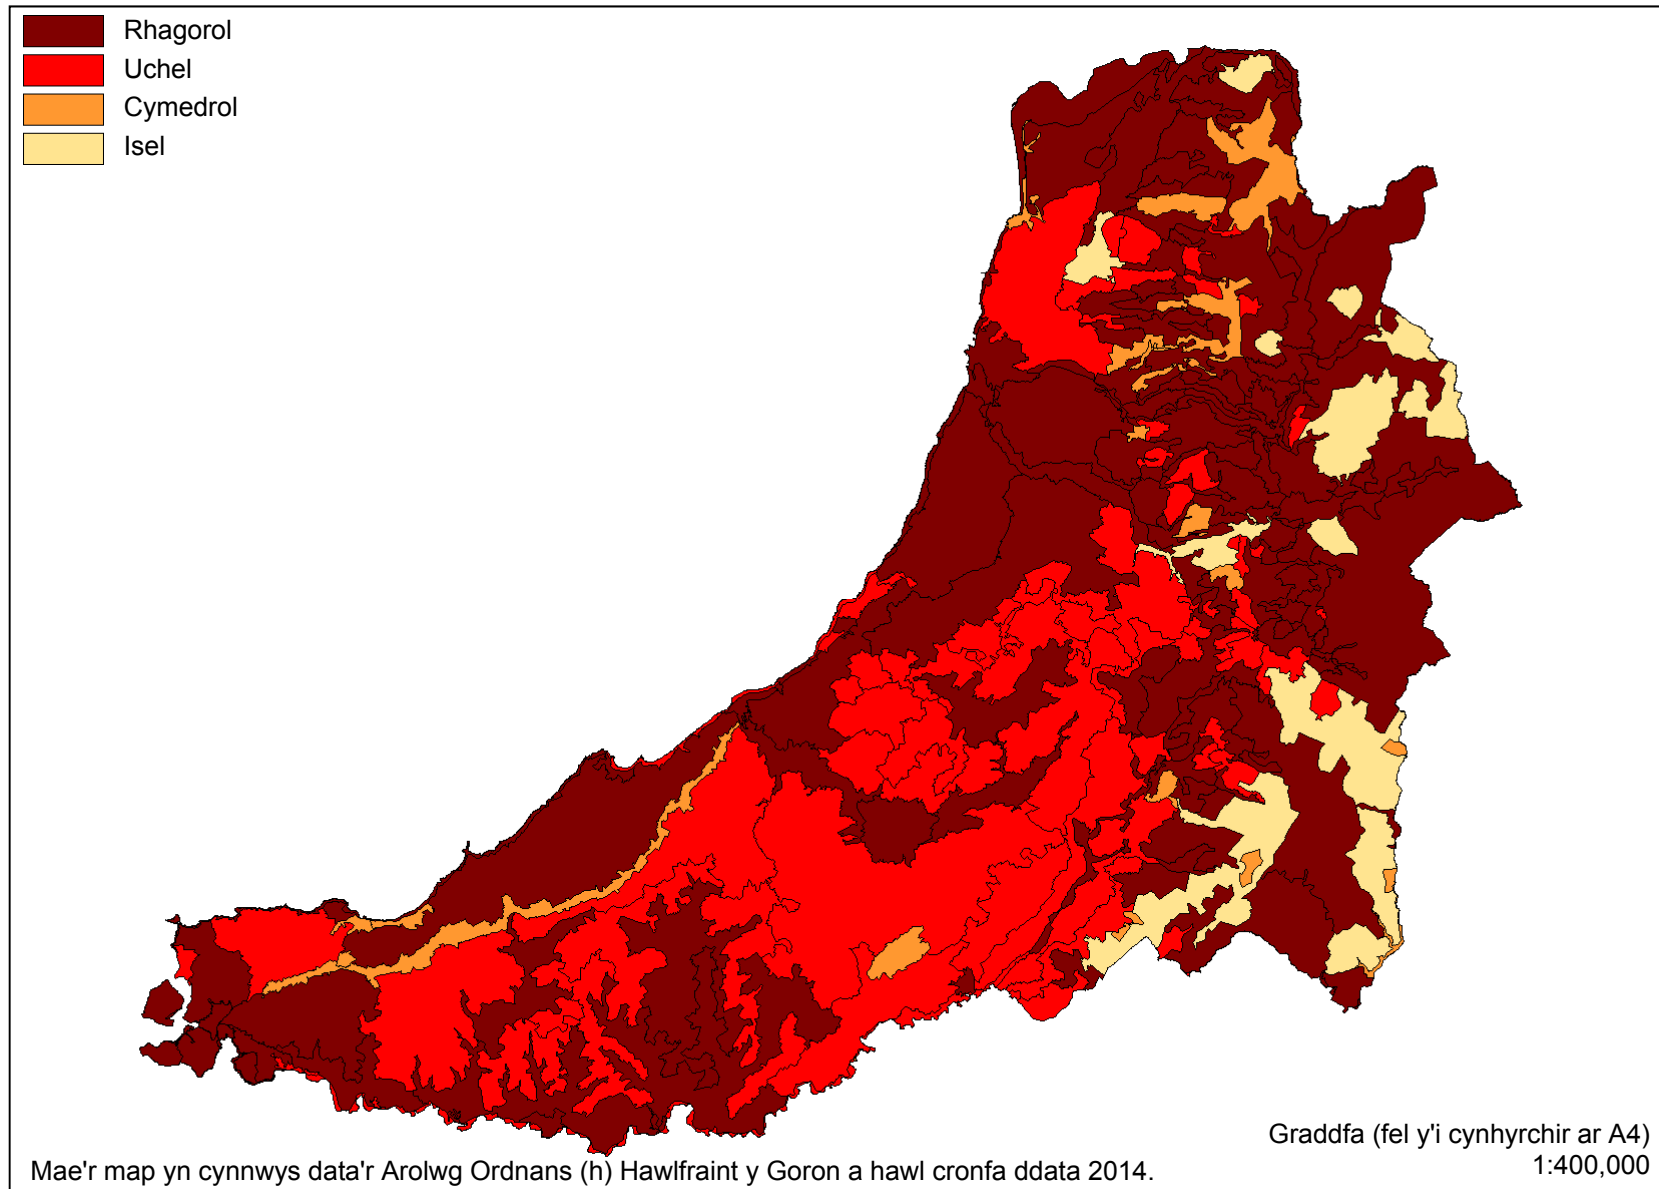 Rhagorol
Uchel
Cymedrol
Isel
Graddfa (fel y'i cynhyrchir ar A4)
1:400,000
Mae'r map yn cynnwys data'r Arolwg Ordnans (h) Hawlfraint y Goron a hawl cronfa ddata 2014.